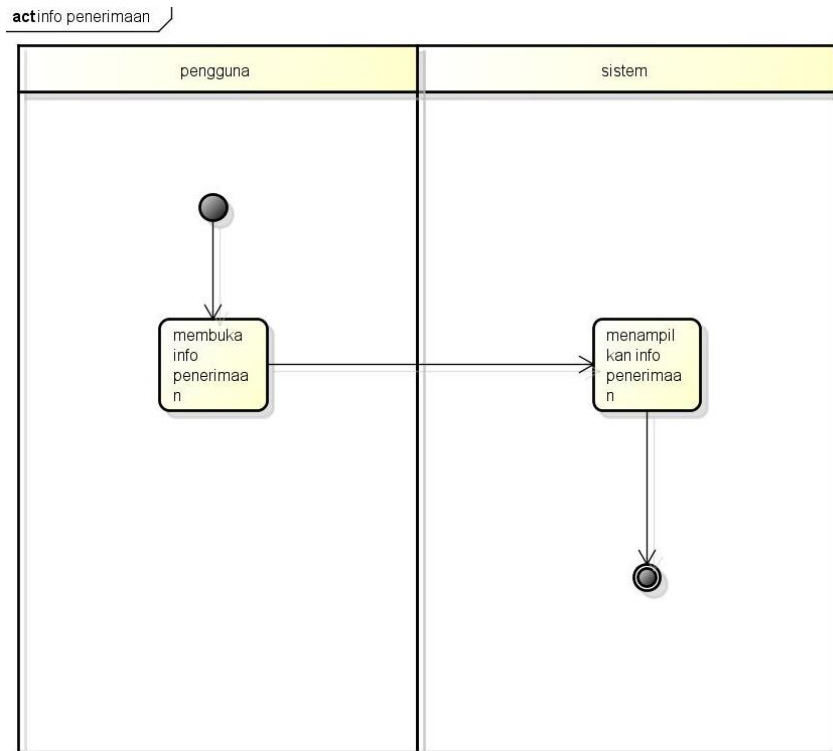 act info penerimaan
pengguna
sistem
membuka
info
penerimaa
n
menampil
kan info
penerimaa
n